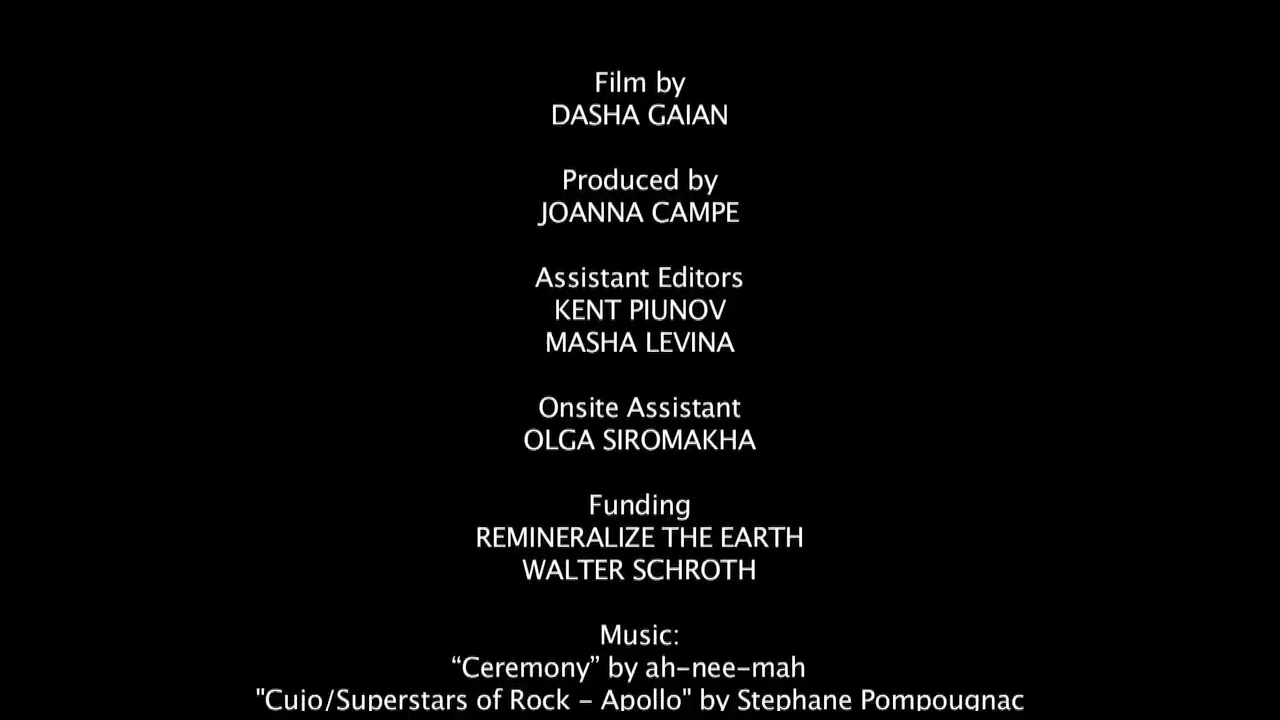 Film by
DASHA GAIAN
Produced by
JOANNA CAMPE
Assistant Editors
KENT PIUNOV
MASHA LEVINA
Onsite Assistant
OLGA SIROMAKHA
Funding
REMINERALIZE THE EARTH
WALTER SCHROTH
Music:
“Ceremony” by ah-nee-mah
"Cujo/Superstars of Rock - Apollo" by Stephane Pompougnac